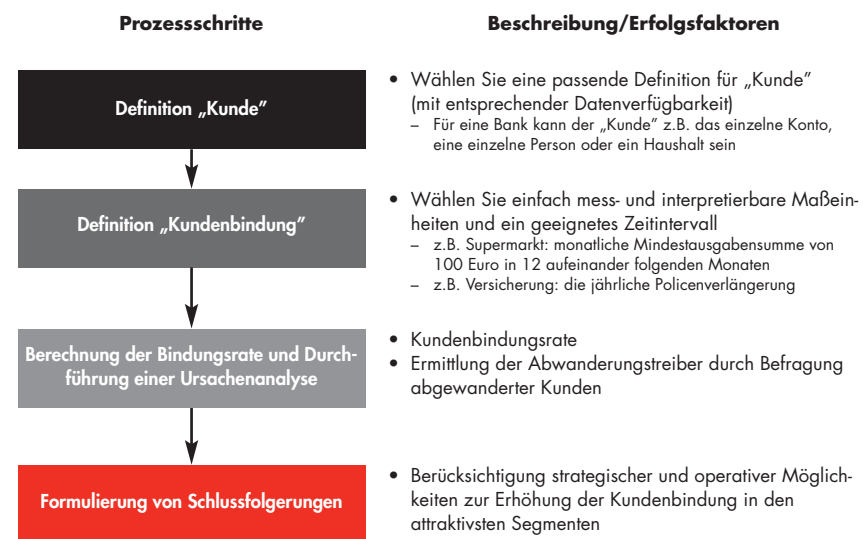 Prozessschritte
Beschreibung/Erfolgsfaktoren
Definition „Kunde”
• Wählen Sie eine passende Definition für „Kunde”
(mit entsprechender Datenverfügbarkeit)
– Für eine Bank kann der „Kunde” z.B. das einzelne Konto,
eine einzelne Person oder ein Haushalt sein
Definition „Kundenbindung”
• Wählen Sie einfach mess- und interpretierbare Maßein-
heiten und ein geeignetes Zeitintervall
– z.B. Supermarkt: monatliche Mindestausgabensumme von
100 Euro in 12 aufeinander folgenden Monaten
– z.B. Versicherung: die jährliche Policenverlängerung
Berechnung der Bindungsrate und Durch-
führung einer Ursachenanalyse
• Kundenbindungsrate
• Ermittlung der Abwanderungstreiber durch Befragung
abgewanderter Kunden
Formulierung von Schlussfolgerungen
• Berücksichtigung strategischer und operativer Möglich-
keiten zur Erhöhung der Kundenbindung in den
attraktivsten Segmenten